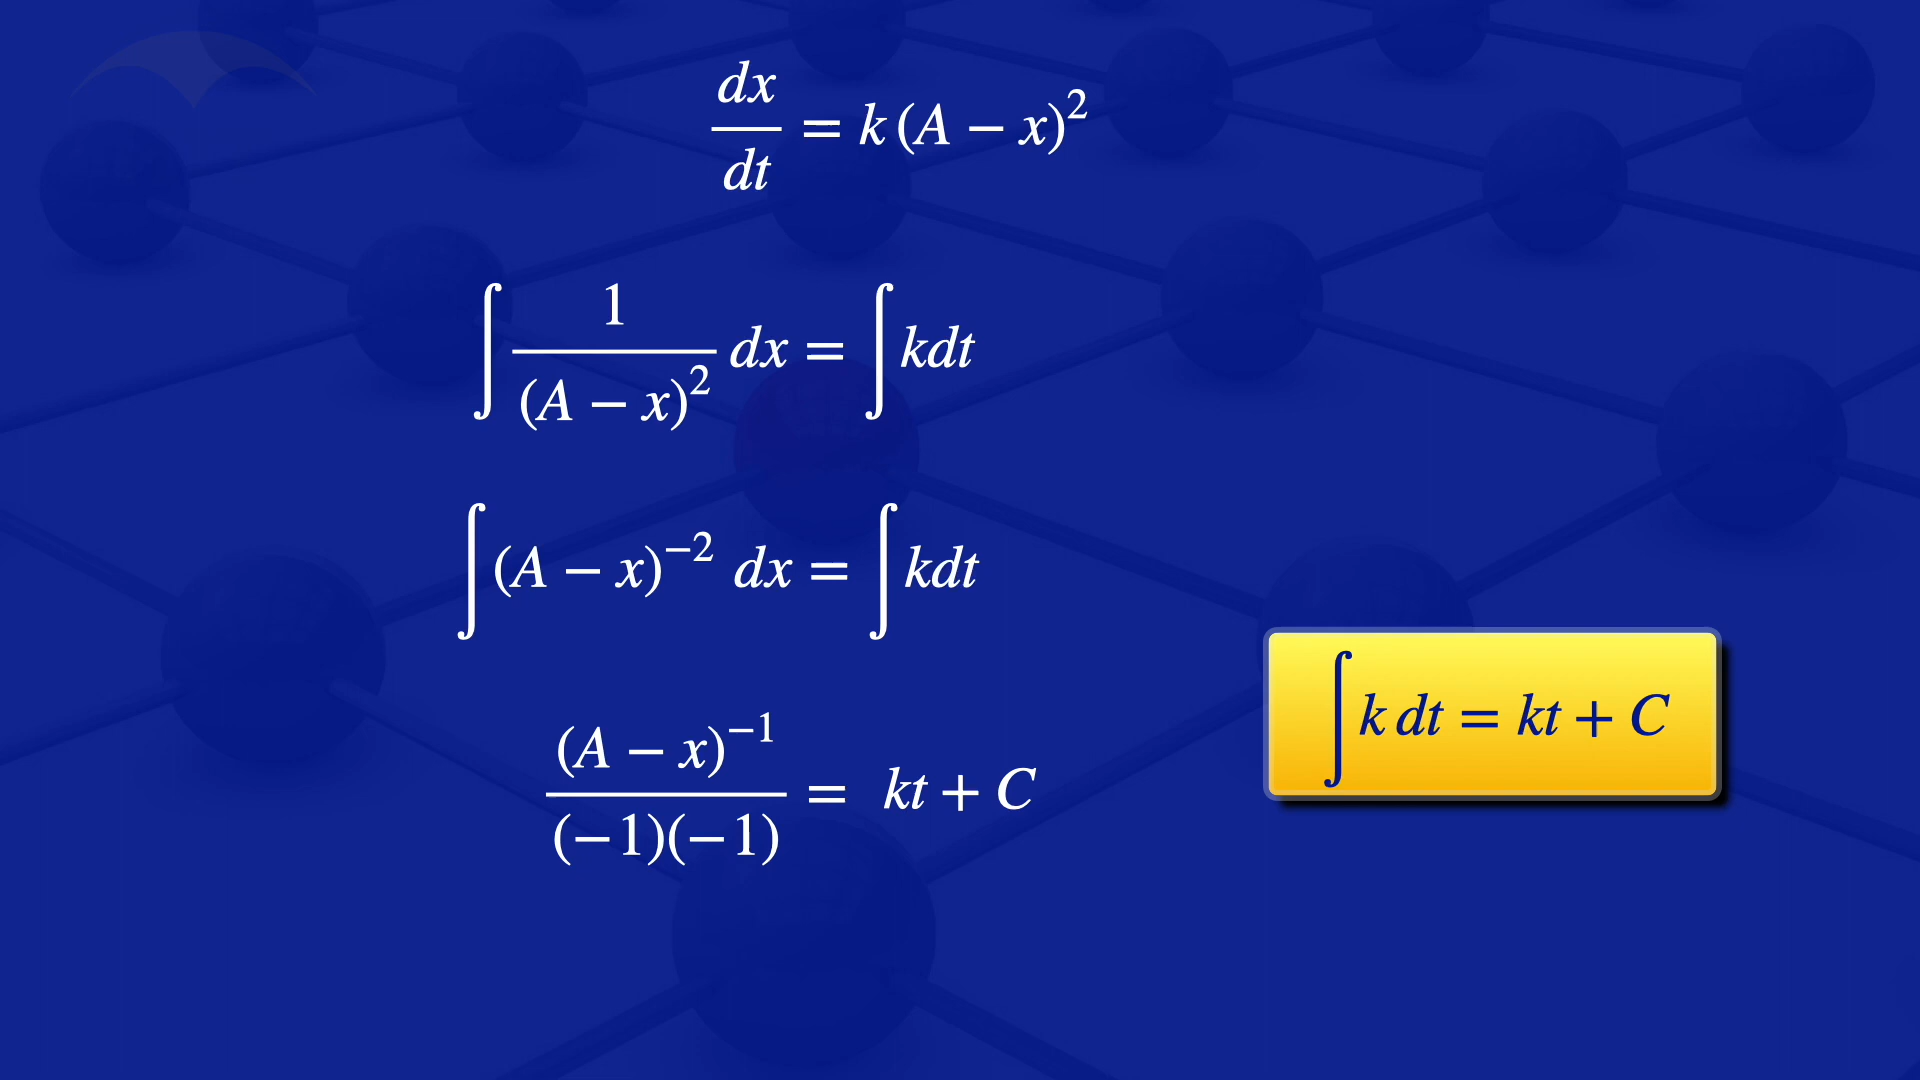 dx/dt = k(A − x)²
∫ 1/(A − x)² dx = ∫ kdt
∫ (A − x)⁻² dx = ∫ kdt
(A − x)⁻¹/(−1)(−1) = kt + C
∫ k dt = kt + C